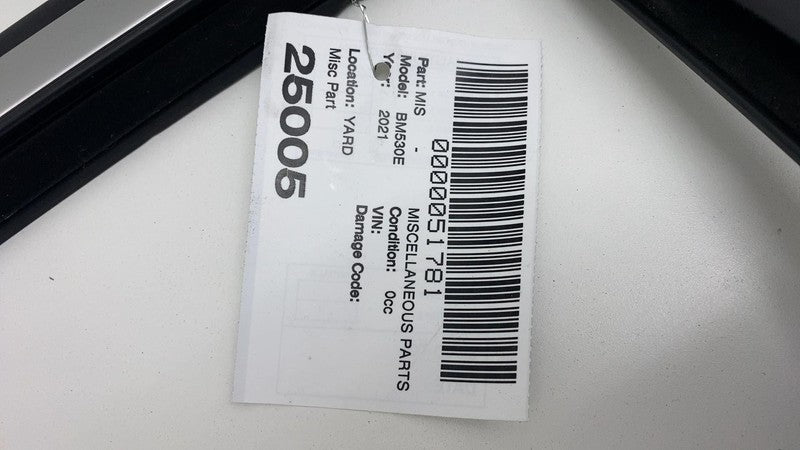 0000051781
Part: MIS - MISCELLANEOUS PARTS
Model: BM530E Condition: 0cc
Year: 2021 VIN:
Damage Code:
Location: YARD
Misc Part
25005